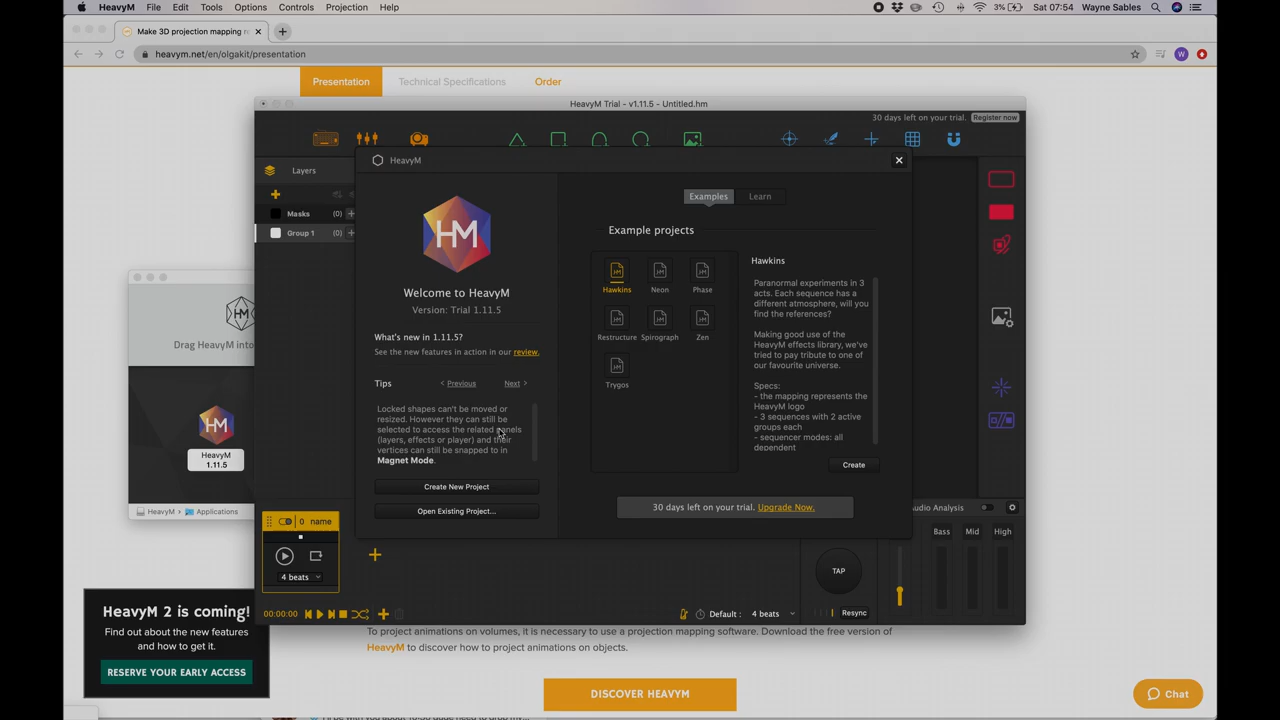 HeavyM File Edit Tools Options Controls Projection Help
3% Sat 07:54 Wayne Sables
Make 3D projection mapping re
heavym.net/en/olgakit/presentation
W
Presentation Technical Specifications Order
HeavyM Trial - v1.11.5 - Untitled.hm
30 days left on your trial. Register now
Layers
Masks (0)
Group 1 (0)
HeavyM
HM
Welcome to HeavyM
Version: Trial 1.11.5
What's new in 1.11.5?
See the new features in action in our review.
Tips < Previous Next >
Locked shapes can't be moved or
resized. However they can still be
selected to access the related panels
(layers, effects or player) and their
vertices can still be snapped to in
Magnet Mode.
Create New Project
Open Existing Project...
Examples Learn
Example projects
Hawkins Neon Phase
Restructure Spirograph Zen
Trygos
Hawkins
Paranormal experiments in 3
acts. Each sequence has a
different atmosphere, will you
find the references?
Making good use of the
HeavyM effects library, we've
tried to pay tribute to one of
our favourite universe.
Specs:
- the mapping represents the
HeavyM logo
- 3 sequences with 2 active
groups each
- sequencer modes: all
dependent
Create
30 days left on your trial. Upgrade Now.
Drag HeavyM into
HM
HeavyM
1.11.5
HeavyM Applications
0 name
4 beats
00:00:00
Default : 4 beats
TAP
Resync
Audio Analysis
Bass Mid High
HeavyM 2 is coming!
Find out about the new features
and how to get it.
RESERVE YOUR EARLY ACCESS
To project animations on volumes, it is necessary to use a projection mapping software. Download the free version of
HeavyM to discover how to project animations on objects.
DISCOVER HEAVYM
Chat